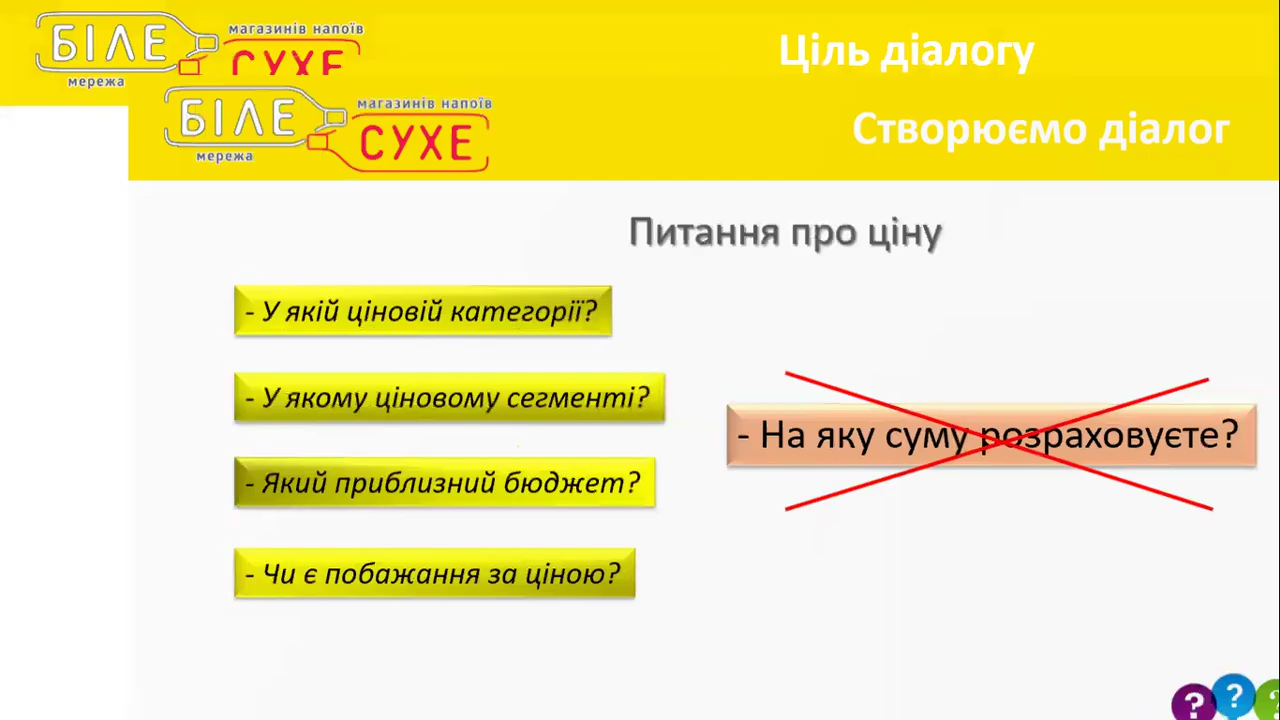 БІЛЕ
магазинів напоїв
СУХЕ
мережа
Ціль діалогу
БІЛЕ
магазинів напоїв
СУХЕ
мережа
Створюємо діалог
Питання про ціну
- У якій ціновій категорії?
- У якому ціновому сегменті?
- На яку суму розраховуєте?
- Який приблизний бюджет?
- Чи є побажання за ціною?
? ? ?